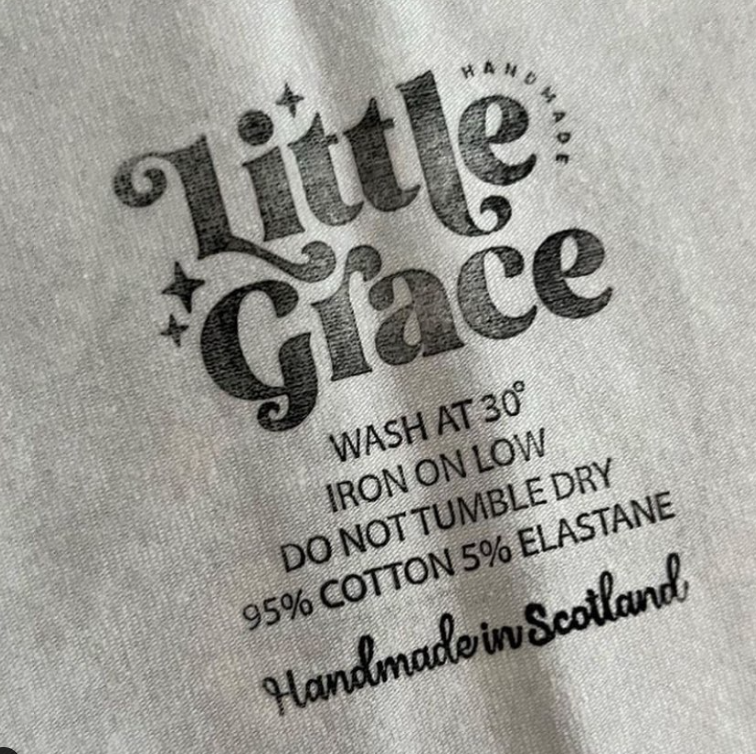 Little
HANDMADE
Grace
WASH AT 30°
IRON ON LOW
DO NOT TUMBLE DRY
95% COTTON 5% ELASTANE
Handmade in Scotland